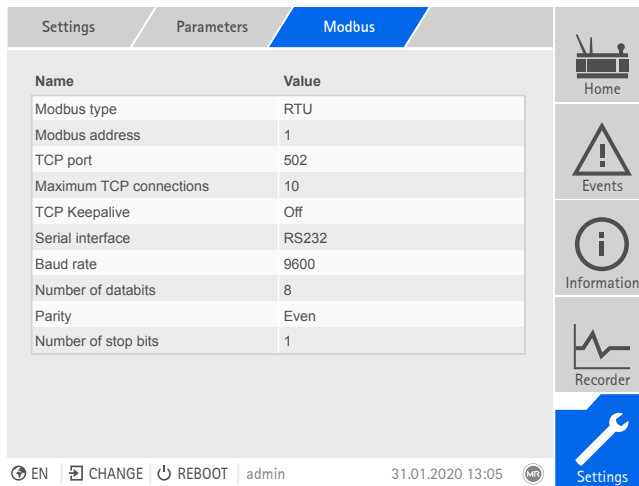 Settings Parameters Modbus
Name Value
Modbus type RTU
Modbus address 1
TCP port 502
Maximum TCP connections 10
TCP Keepalive Off
Serial interface RS232
Baud rate 9600
Number of databits 8
Parity Even
Number of stop bits 1
Home
Events
Information
Recorder
Settings
EN CHANGE REBOOT admin 31.01.2020 13:05 MR